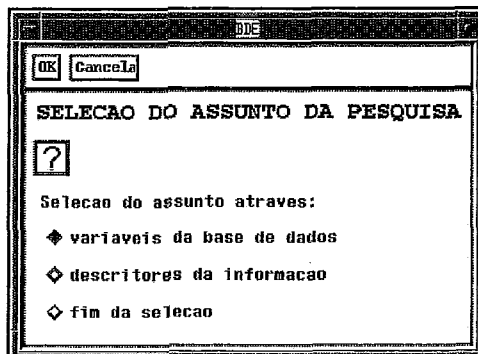 BDE
OK Cancela
SELECAO DO ASSUNTO DA PESQUISA
?
Selecao do assunto atraves:
variaveis da base de dados
descritores da informacao
fim da selecao